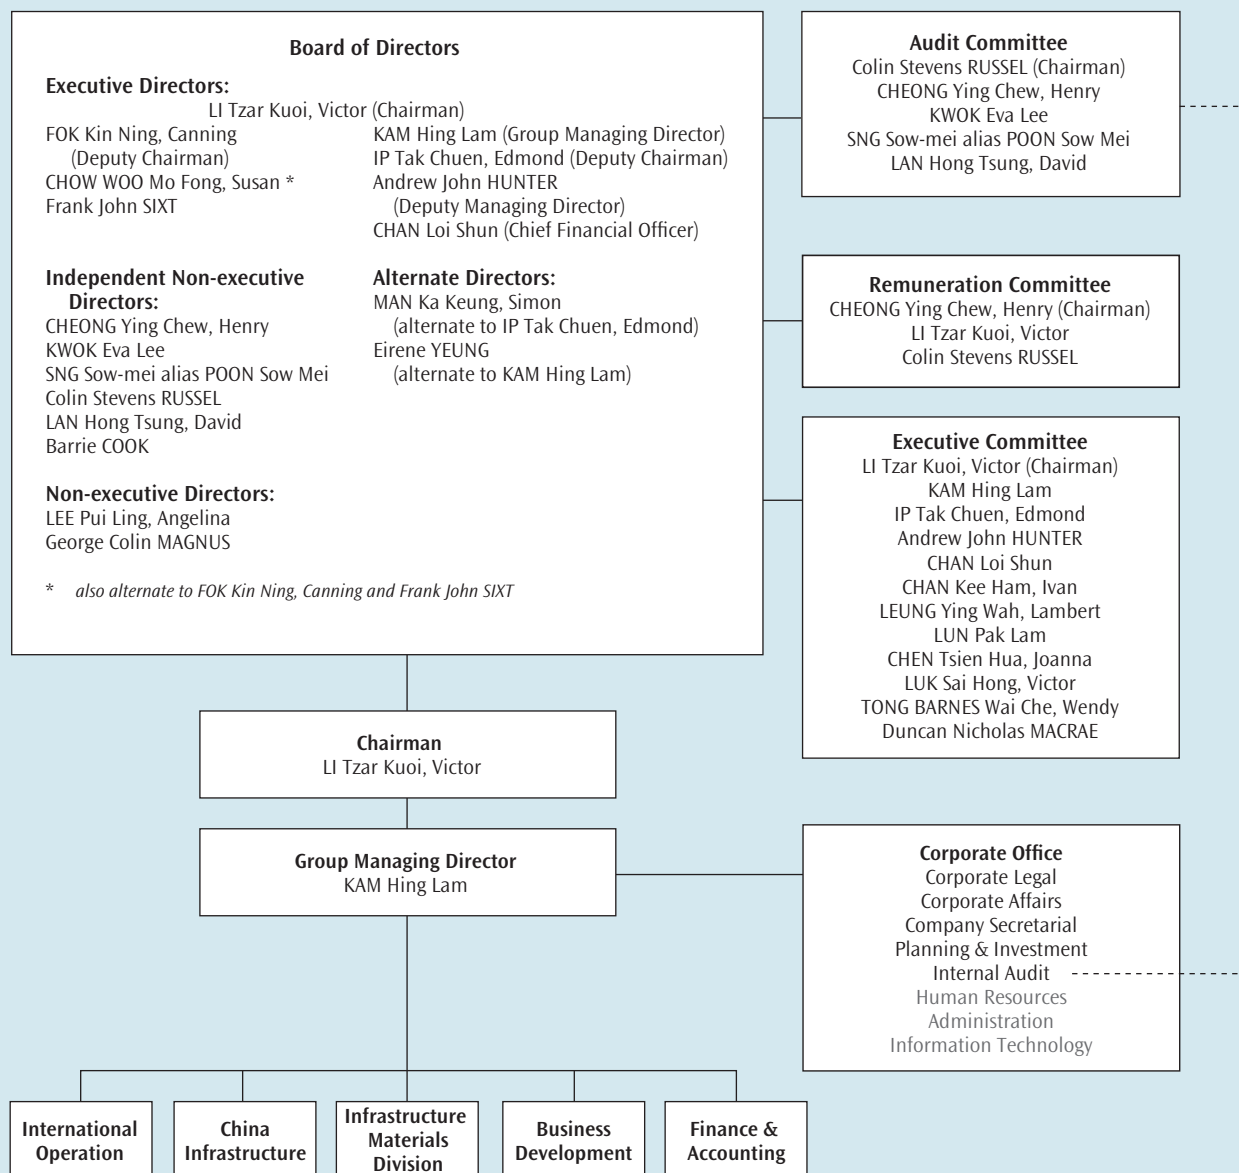 Board of Directors
Executive Directors:
LI Tzar Kuoi, Victor (Chairman)
FOK Kin Ning, Canning
(Deputy Chairman)
CHOW WOO Mo Fong, Susan *
Frank John SIXT
KAM Hing Lam (Group Managing Director)
IP Tak Chuen, Edmond (Deputy Chairman)
Andrew John HUNTER
(Deputy Managing Director)
CHAN Loi Shun (Chief Financial Officer)
Independent Non-executive
Directors:
CHEONG Ying Chew, Henry
KWOK Eva Lee
SNG Sow-mei alias POON Sow Mei
Colin Stevens RUSSEL
LAN Hong Tsung, David
Barrie COOK
Alternate Directors:
MAN Ka Keung, Simon
(alternate to IP Tak Chuen, Edmond)
Eirene YEUNG
(alternate to KAM Hing Lam)
Non-executive Directors:
LEE Pui Ling, Angelina
George Colin MAGNUS
* also alternate to FOK Kin Ning, Canning and Frank John SIXT
Audit Committee
Colin Stevens RUSSEL (Chairman)
CHEONG Ying Chew, Henry
KWOK Eva Lee
SNG Sow-mei alias POON Sow Mei
LAN Hong Tsung, David
Remuneration Committee
CHEONG Ying Chew, Henry (Chairman)
LI Tzar Kuoi, Victor
Colin Stevens RUSSEL
Executive Committee
LI Tzar Kuoi, Victor (Chairman)
KAM Hing Lam
IP Tak Chuen, Edmond
Andrew John HUNTER
CHAN Loi Shun
CHAN Kee Ham, Ivan
LEUNG Ying Wah, Lambert
LUN Pak Lam
CHEN Tsien Hua, Joanna
LUK Sai Hong, Victor
TONG BARNES Wai Che, Wendy
Duncan Nicholas MACRAE
Chairman
LI Tzar Kuoi, Victor
Group Managing Director
KAM Hing Lam
Corporate Office
Corporate Legal
Corporate Affairs
Company Secretarial
Planning & Investment
Internal Audit
Human Resources
Administration
Information Technology
International
Operation
China
Infrastructure
Infrastructure
Materials
Division
Business
Development
Finance &
Accounting